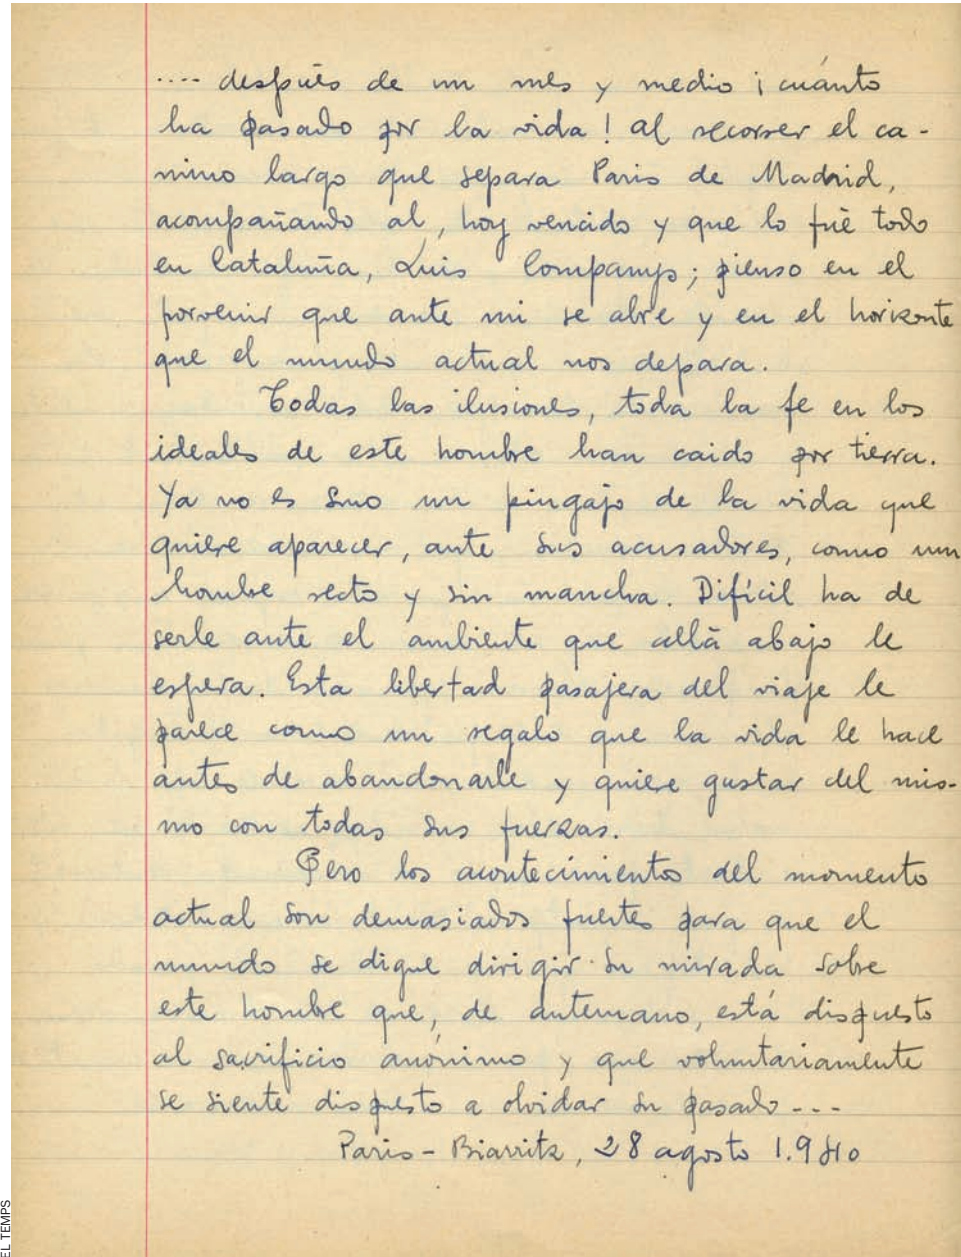 .... después de un mes y medio ¡cuánto
ha pasado por la vida! al recorrer el ca-
mino largo que separa Paris de Madrid,
acompañando al, hoy vencido y que lo fué todo
en Cataluña, Luis Companys; pienso en el
porvenir que ante mi se abre y en el horizonte
que el mundo actual nos depara.
Todas las ilusiones, toda la fe en los
ideales de este hombre han caido por tierra.
Ya no es sino un pingajo de la vida que
quiere aparecer, ante sus acusadores, como un
hombre recto y sin mancha. Difícil ha de
serle ante el ambiente que allá abajo le
espera. Esta libertad pasajera del viaje le
parece como un regalo que la vida le hace
antes de abandonarle y quiere gustar del mis-
mo con todas sus fuerzas.
Pero los acontecimientos del momento
actual son demasiados fuertes para que el
mundo se digue dirigir su mirada sobre
este hombre que, de antemano, está dispuesto
al sacrificio anónimo y que voluntariamente
se siente dispuesto a olvidar su pasado ---
Paris - Biarritz, 28 agosto 1.940
EL TEMPS